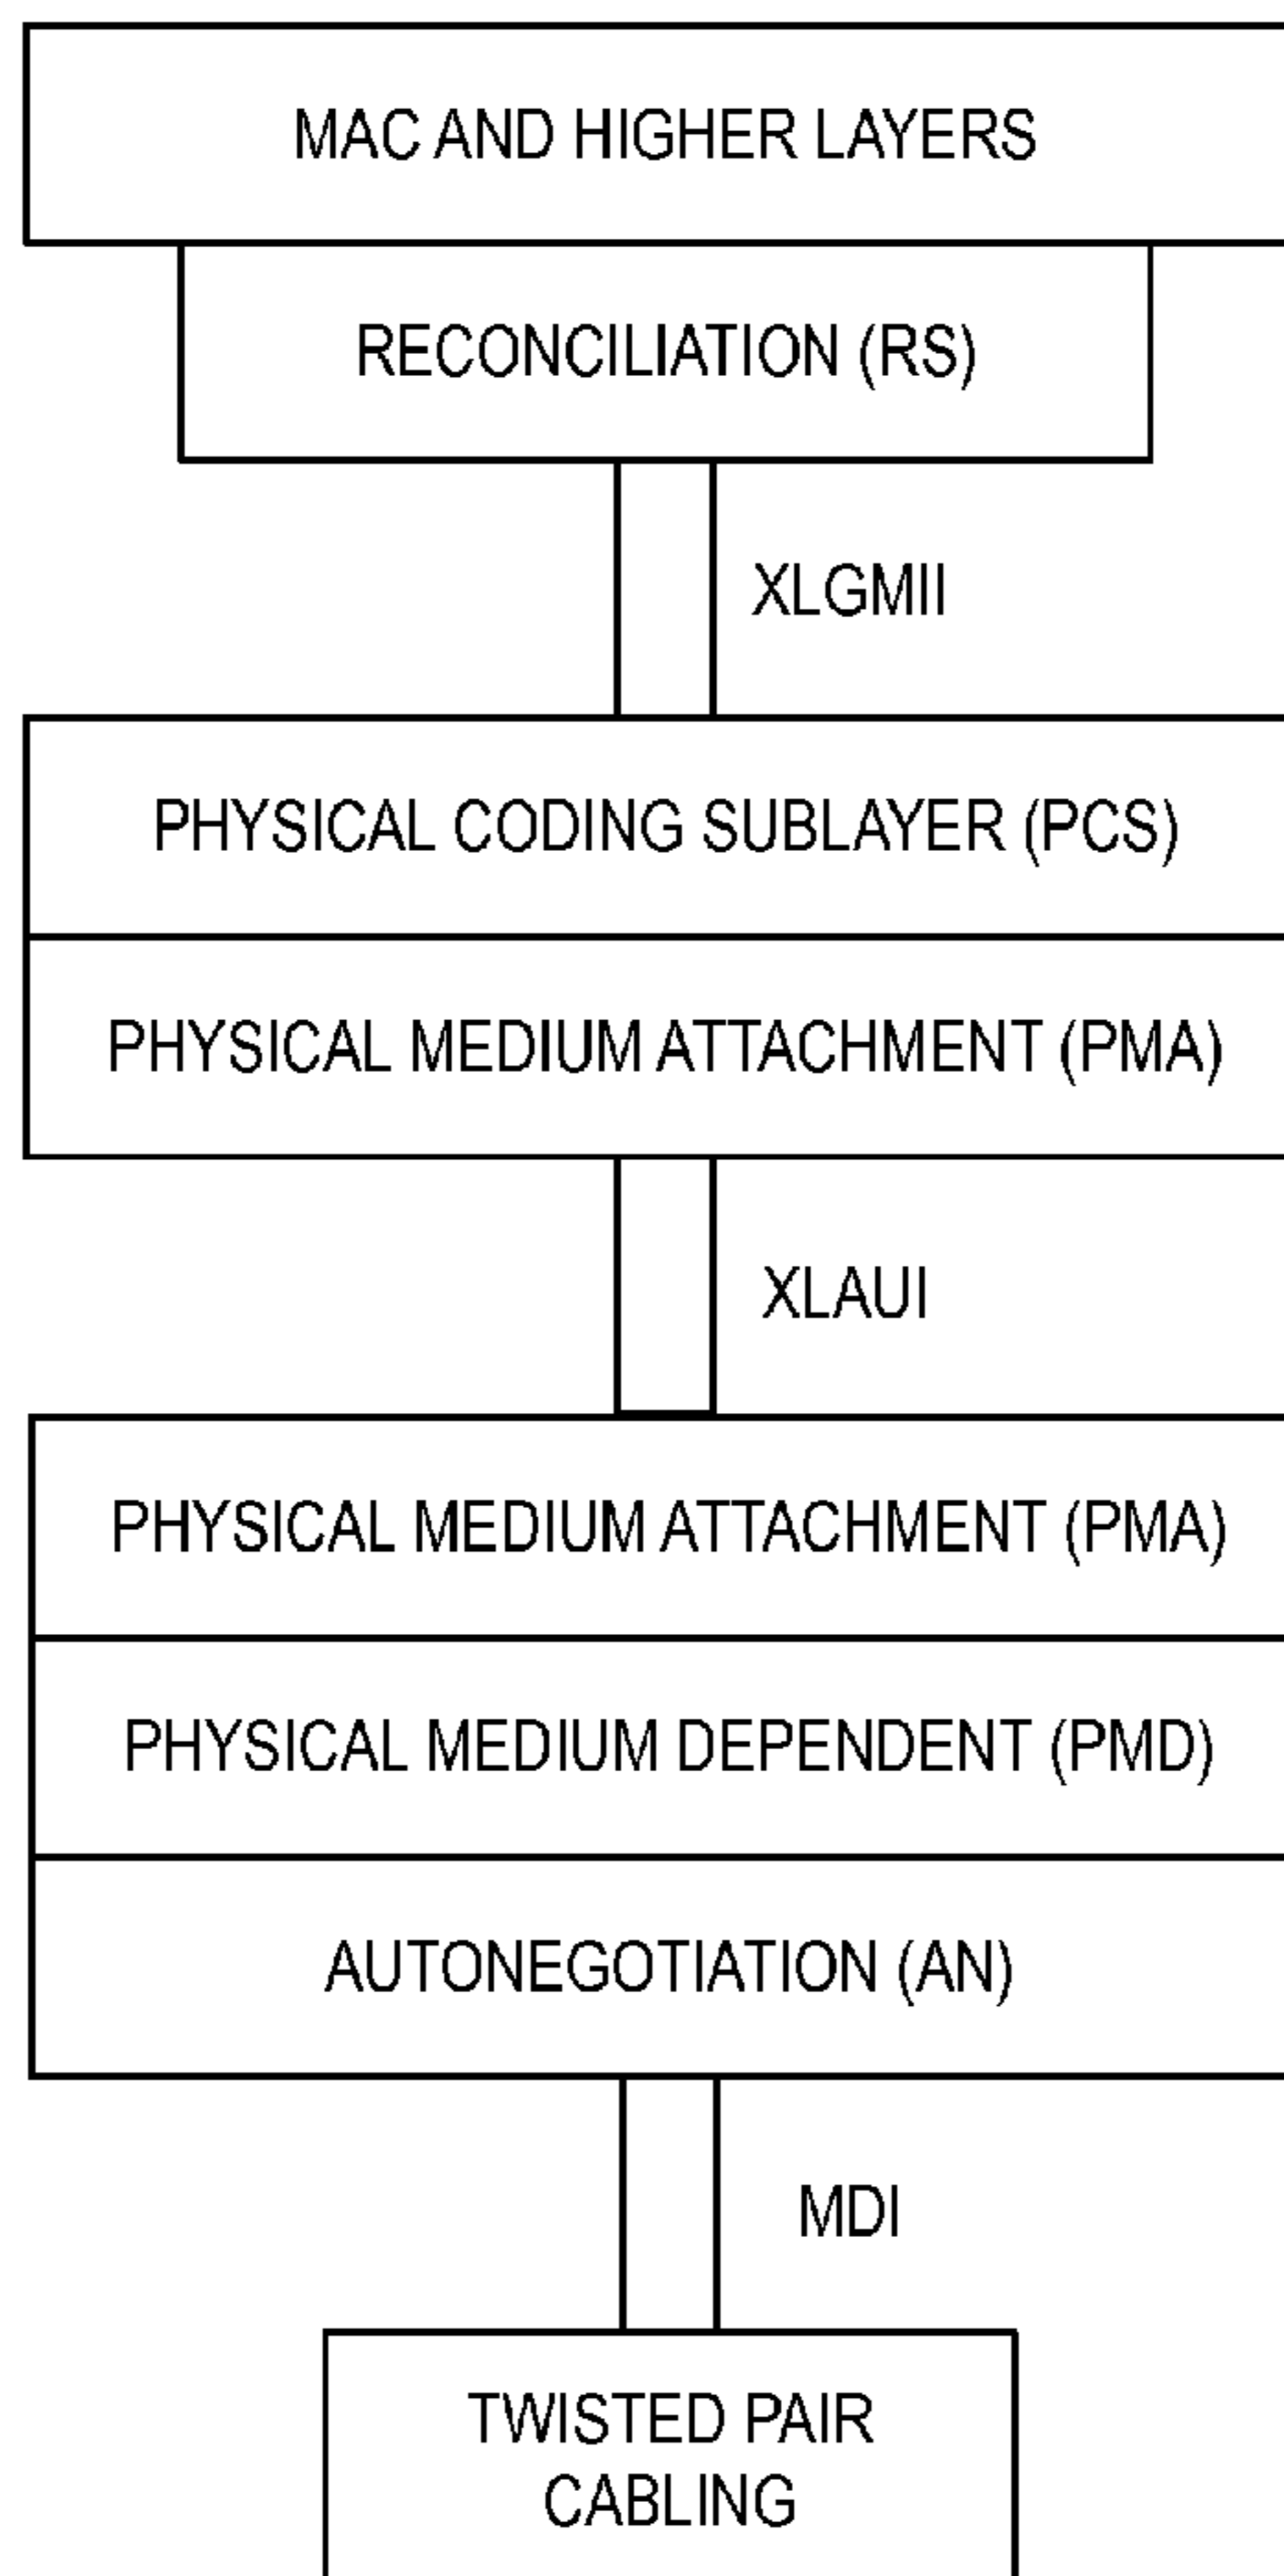 MAC AND HIGHER LAYERS
RECONCILIATION (RS)
XLGMII
PHYSICAL CODING SUBLAYER (PCS)
PHYSICAL MEDIUM ATTACHMENT (PMA)
XLAUI
PHYSICAL MEDIUM ATTACHMENT (PMA)
PHYSICAL MEDIUM DEPENDENT (PMD)
AUTONEGOTIATION (AN)
MDI
TWISTED PAIR
CABLING